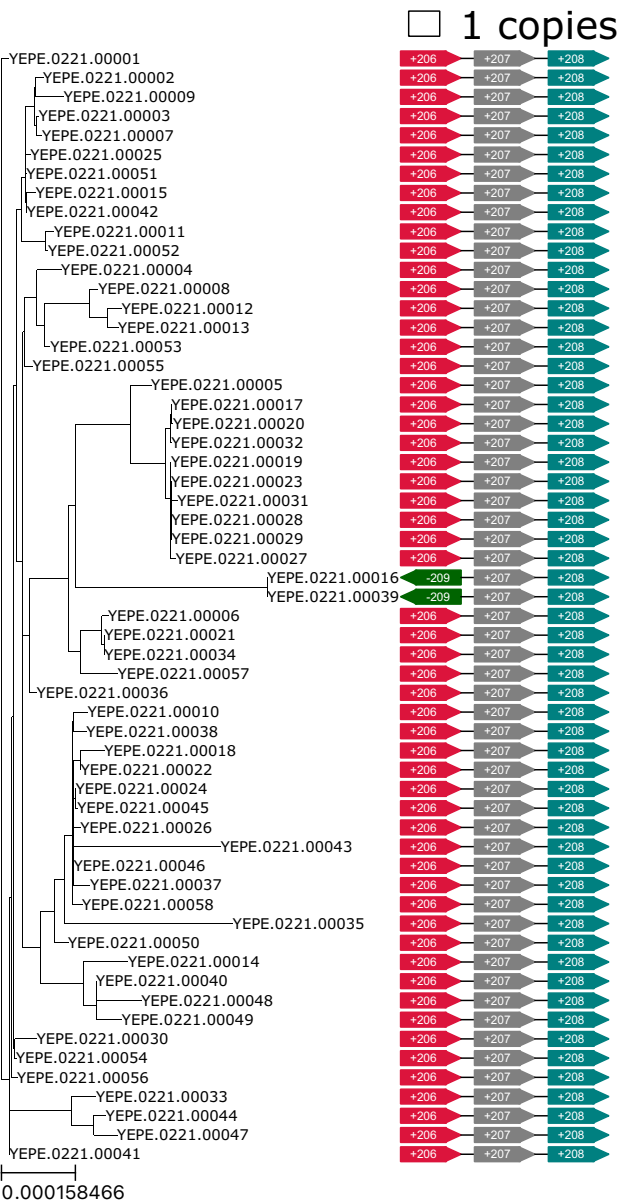 1 copies
YEPE.0221.00001 +206 +207 +208
YEPE.0221.00002 +206 +207 +208
YEPE.0221.00009 +206 +207 +208
YEPE.0221.00003 +206 +207 +208
YEPE.0221.00007 +206 +207 +208
YEPE.0221.00025 +206 +207 +208
YEPE.0221.00051 +206 +207 +208
YEPE.0221.00015 +206 +207 +208
YEPE.0221.00042 +206 +207 +208
YEPE.0221.00011 +206 +207 +208
YEPE.0221.00052 +206 +207 +208
YEPE.0221.00004 +206 +207 +208
YEPE.0221.00008 +206 +207 +208
YEPE.0221.00012 +206 +207 +208
YEPE.0221.00013 +206 +207 +208
YEPE.0221.00053 +206 +207 +208
YEPE.0221.00055 +206 +207 +208
YEPE.0221.00005 +206 +207 +208
YEPE.0221.00017 +206 +207 +208
YEPE.0221.00020 +206 +207 +208
YEPE.0221.00032 +206 +207 +208
YEPE.0221.00019 +206 +207 +208
YEPE.0221.00023 +206 +207 +208
YEPE.0221.00031 +206 +207 +208
YEPE.0221.00028 +206 +207 +208
YEPE.0221.00029 +206 +207 +208
YEPE.0221.00027 +206 +207 +208
YEPE.0221.00016 -209 +207 +208
YEPE.0221.00039 -209 +207 +208
YEPE.0221.00006 +206 +207 +208
YEPE.0221.00021 +206 +207 +208
YEPE.0221.00034 +206 +207 +208
YEPE.0221.00057 +206 +207 +208
YEPE.0221.00036 +206 +207 +208
YEPE.0221.00010 +206 +207 +208
YEPE.0221.00038 +206 +207 +208
YEPE.0221.00018 +206 +207 +208
YEPE.0221.00022 +206 +207 +208
YEPE.0221.00024 +206 +207 +208
YEPE.0221.00045 +206 +207 +208
YEPE.0221.00026 +206 +207 +208
YEPE.0221.00043 +206 +207 +208
YEPE.0221.00046 +206 +207 +208
YEPE.0221.00037 +206 +207 +208
YEPE.0221.00058 +206 +207 +208
YEPE.0221.00035 +206 +207 +208
YEPE.0221.00050 +206 +207 +208
YEPE.0221.00014 +206 +207 +208
YEPE.0221.00040 +206 +207 +208
YEPE.0221.00048 +206 +207 +208
YEPE.0221.00049 +206 +207 +208
YEPE.0221.00030 +206 +207 +208
YEPE.0221.00054 +206 +207 +208
YEPE.0221.00056 +206 +207 +208
YEPE.0221.00033 +206 +207 +208
YEPE.0221.00044 +206 +207 +208
YEPE.0221.00047 +206 +207 +208
YEPE.0221.00041 +206 +207 +208
0.000158466